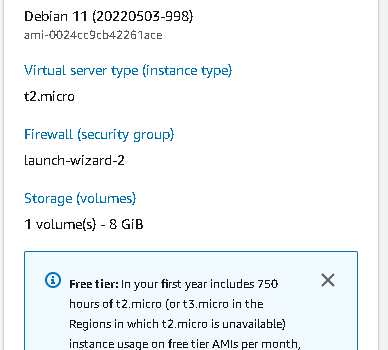 Debian 11 (20220503-998)
ami-0024cc9cb42261ace
Virtual server type (instance type)
t2.micro
Firewall (security group)
launch-wizard-2
Storage (volumes)
1 volume(s) - 8 GiB
Free tier: In your first year includes 750
hours of t2.micro (or t3.micro in the
Regions in which t2.micro is unavailable)
instance usage on free tier AMIs per month,